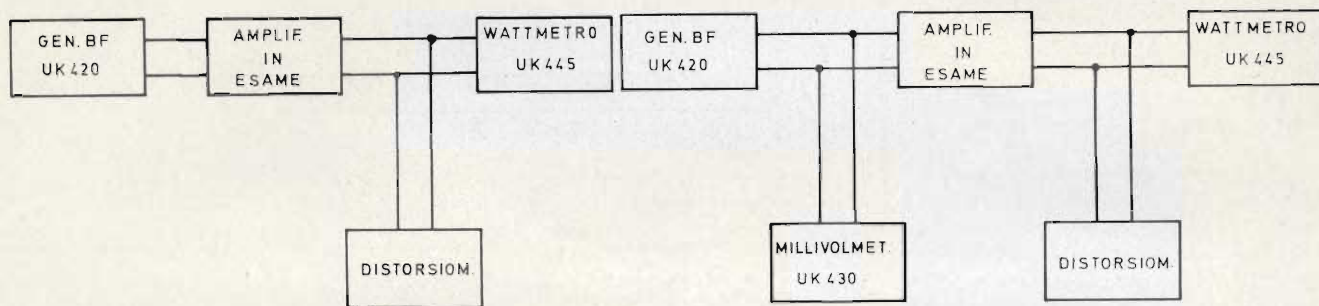 GEN. BF
UK 420
AMPLIF.
IN
ESAME
WATTMETRO
UK 445
DISTORSIOM.
GEN. BF
UK 420
AMPLIF.
IN
ESAME
WATTMETRO
UK 445
MILLIVOLMET.
UK 430
DISTORSIOM.